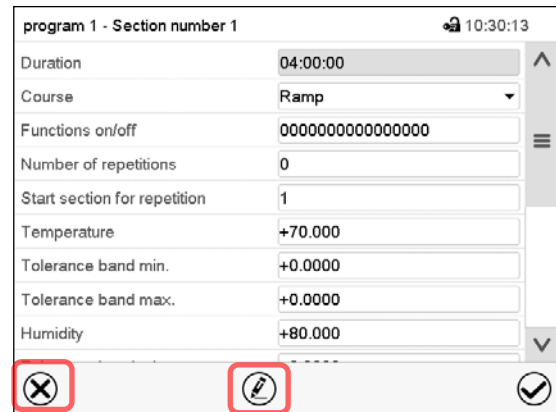 program 1 - Section number 1 10:30:13
Duration 04:00:00
Course Ramp
Functions on/off 0000000000000000
Number of repetitions 0
Start section for repetition 1
Temperature +70.000
Tolerance band min. +0.0000
Tolerance band max. +0.0000
Humidity +80.000